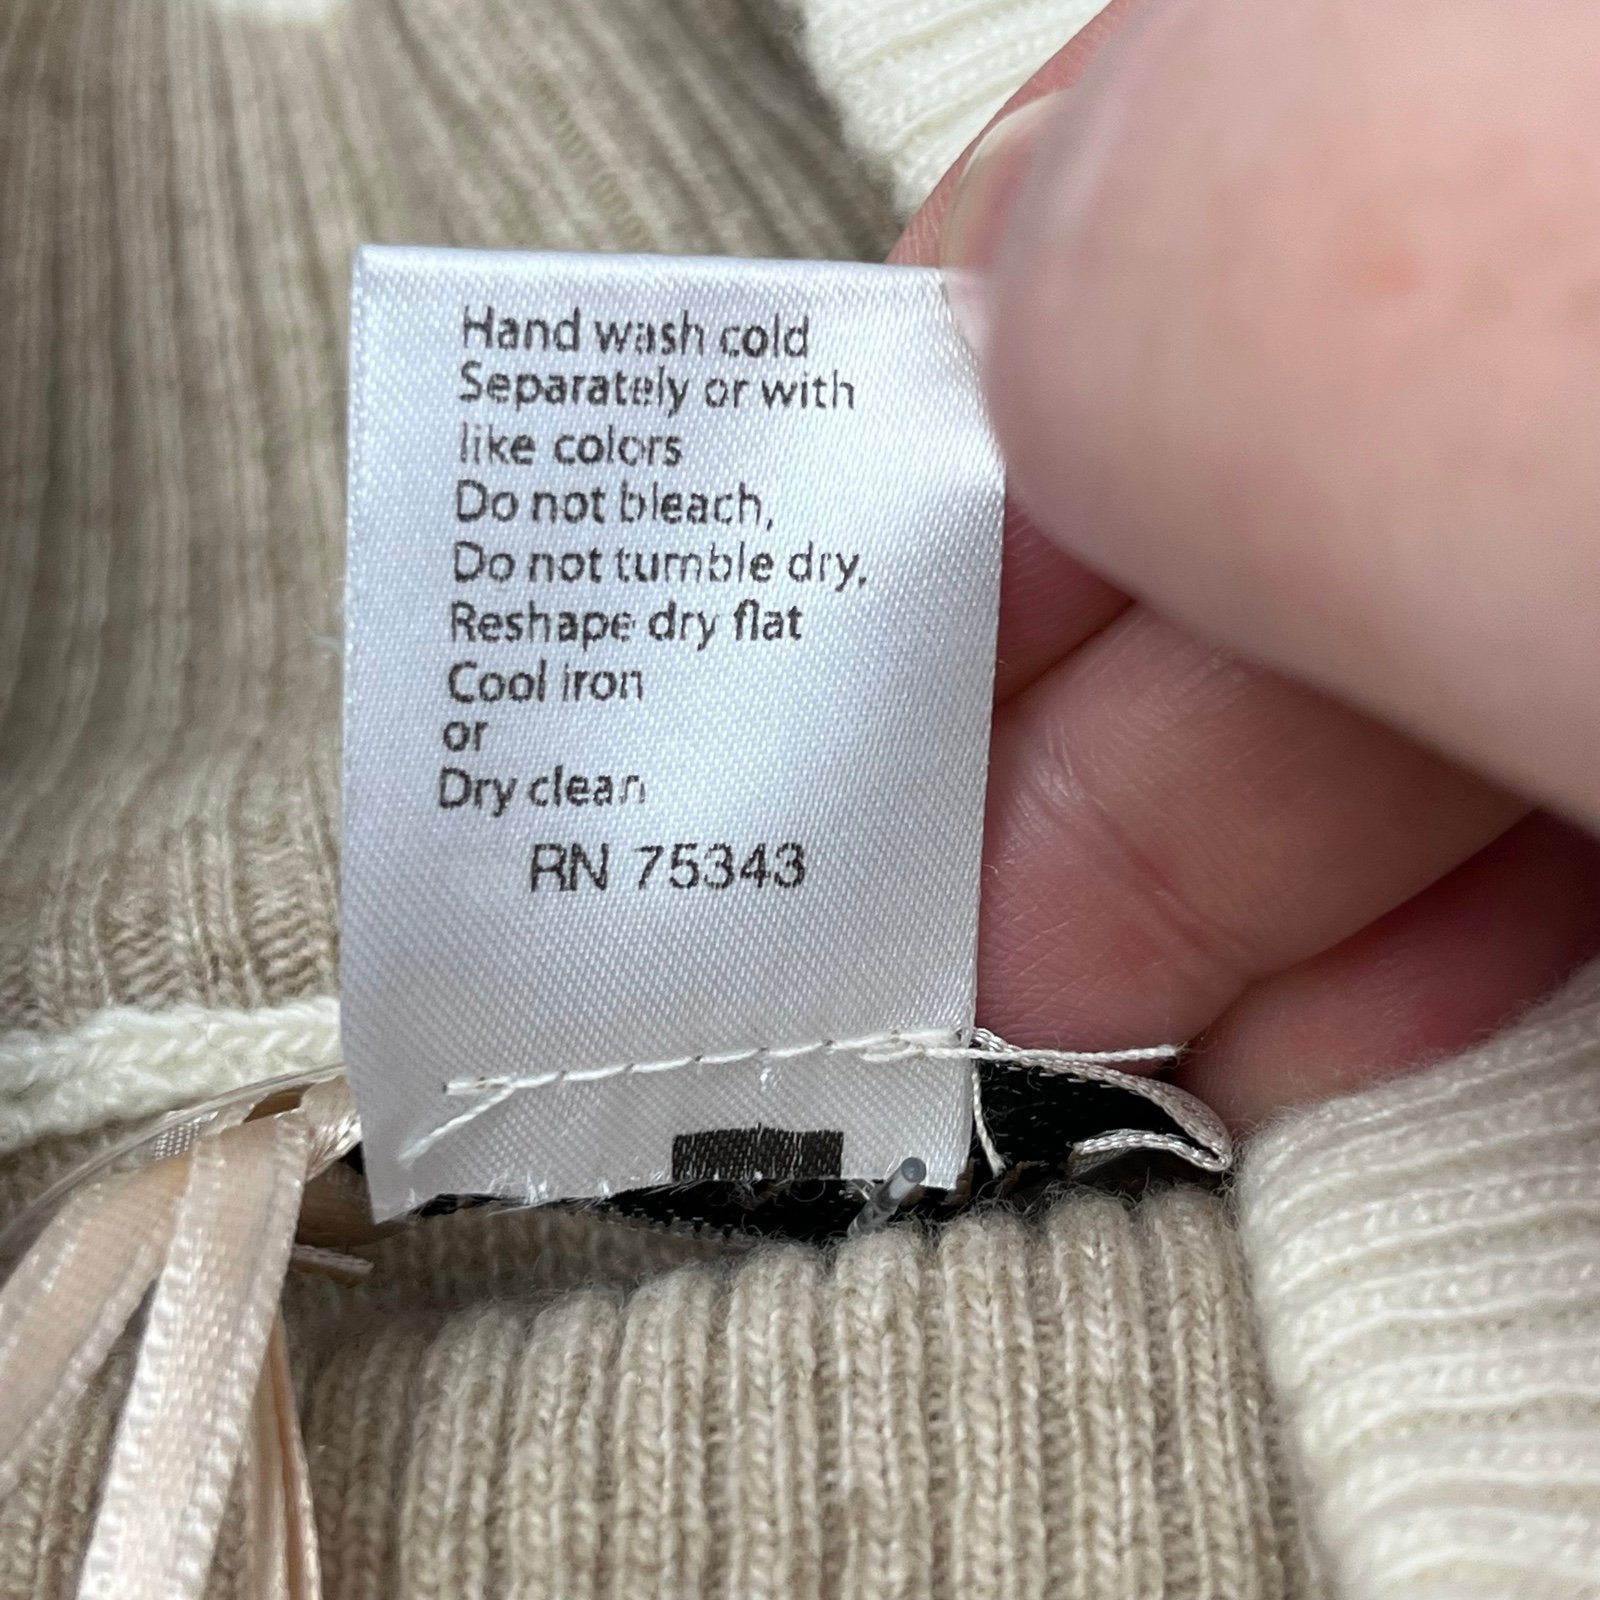 Hand wash cold
Separately or with
like colors
Do not bleach,
Do not tumble dry,
Reshape dry flat
Cool iron
or
Dry clean
RN 75343